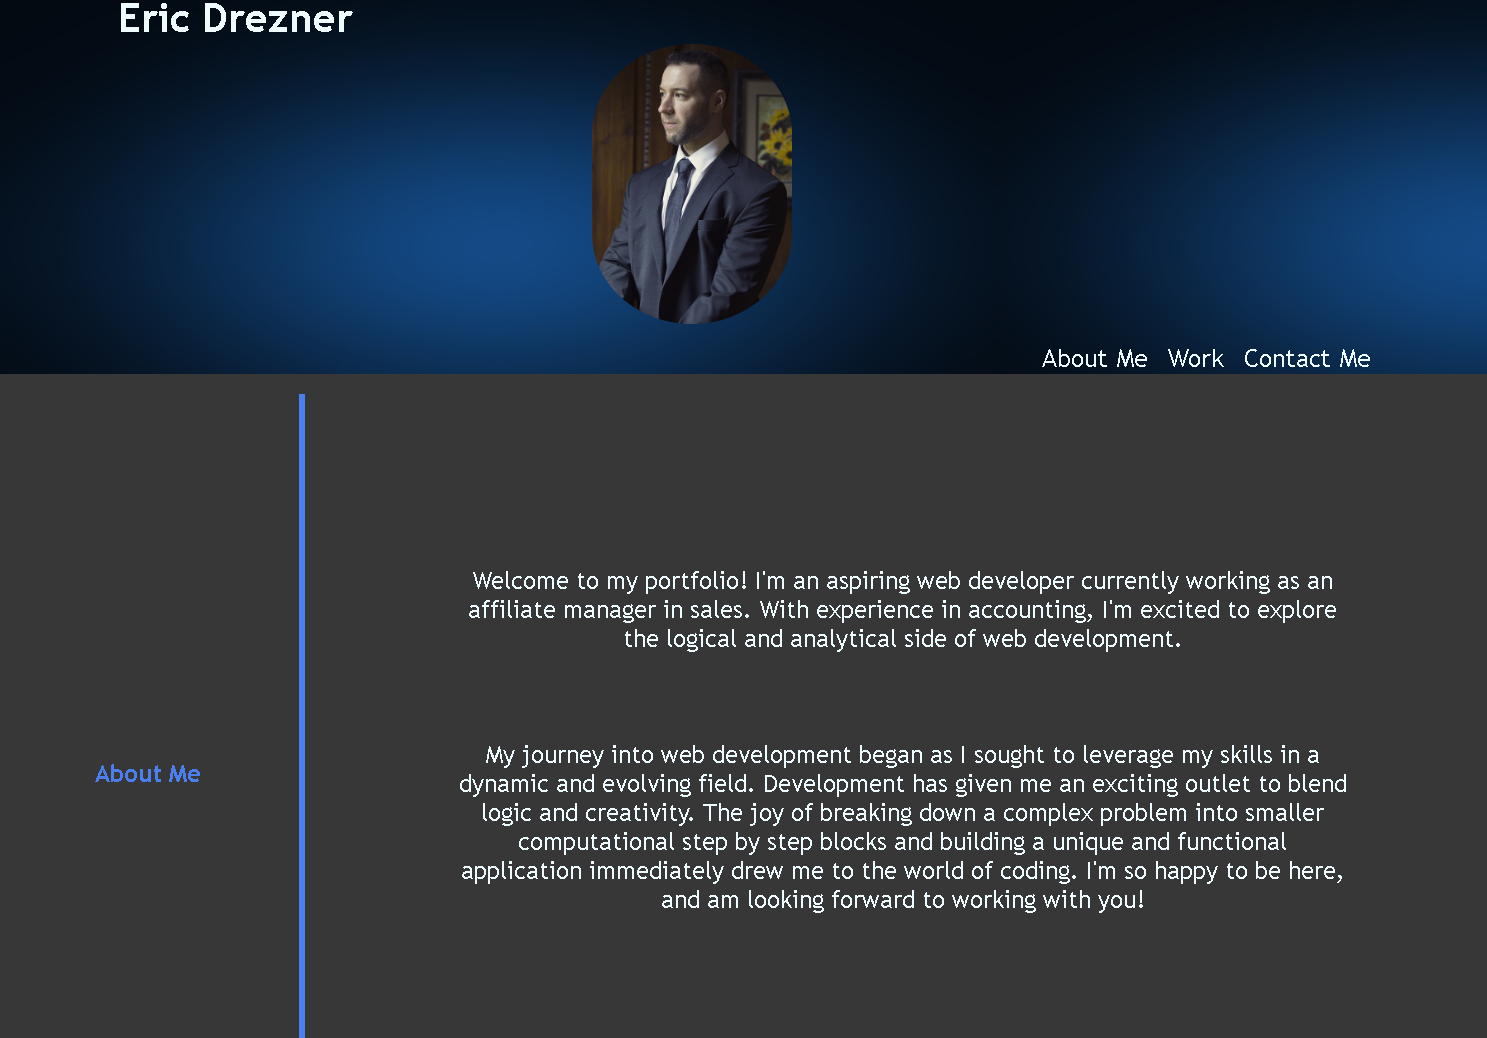 Eric Drezner
About Me Work Contact Me
Welcome to my portfolio! I'm an aspiring web developer currently working as an
affiliate manager in sales. With experience in accounting, I'm excited to explore
the logical and analytical side of web development.
About Me
My journey into web development began as I sought to leverage my skills in a
dynamic and evolving field. Development has given me an exciting outlet to blend
logic and creativity. The joy of breaking down a complex problem into smaller
computational step by step blocks and building a unique and functional
application immediately drew me to the world of coding. I'm so happy to be here,
and am looking forward to working with you!